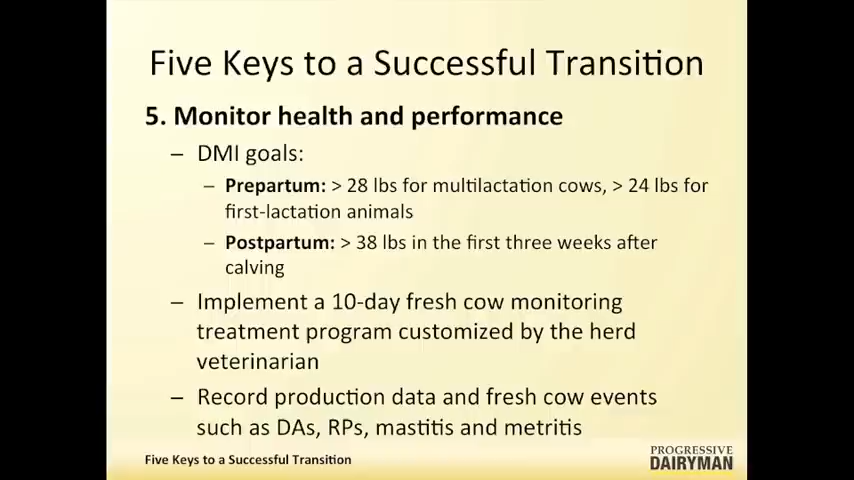 Five Keys to a Successful Transition
5. Monitor health and performance
– DMI goals:
– Prepartum: > 28 lbs for multilactation cows, > 24 lbs for
first-lactation animals
– Postpartum: > 38 lbs in the first three weeks after
calving
– Implement a 10-day fresh cow monitoring
treatment program customized by the herd
veterinarian
– Record production data and fresh cow events
such as DAs, RPs, mastitis and metritis
Five Keys to a Successful Transition
PROGRESSIVE
DAIRYMAN